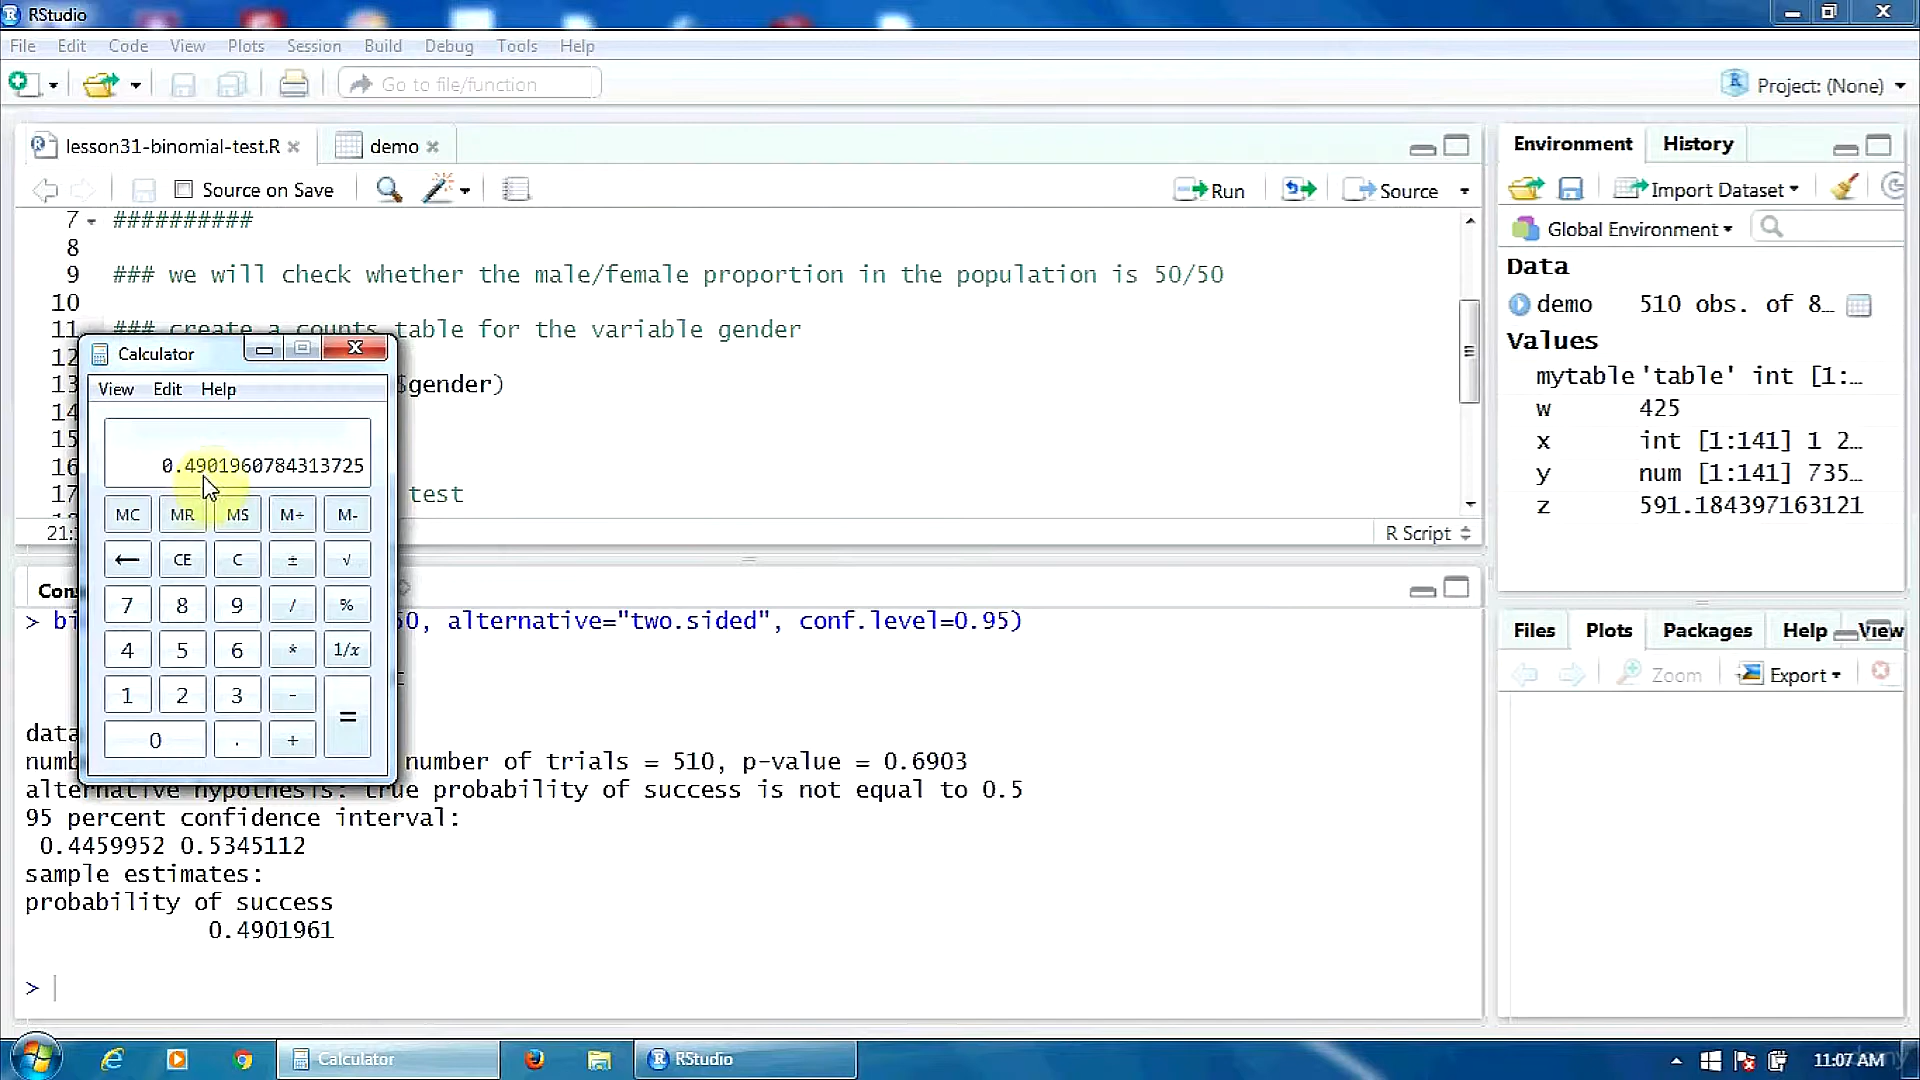 RStudio
File Edit Code View Plots Session Build Debug Tools Help
Go to file/function
Project: (None)
lesson31-binomial-test.R demo
Source on Save Run Source
7 ##########
8
9 ### we will check whether the male/female proportion in the population is 50/50
10
11 ### create a counts table for the variable gender
12
13 $gender)
14
15
16
17 test
21: R Script
Calculator
View Edit Help
0.4901960784313725
MC MR MS M+ M-
← CE C ± √
7 8 9 / %
4 5 6 * 1/x
1 2 3 - =
0 . +
Cons
> bi 50, alternative="two.sided", conf.level=0.95)
data
numb number of trials = 510, p-value = 0.6903
alternative hypothesis: true probability of success is not equal to 0.5
95 percent confidence interval:
0.4459952 0.5345112
sample estimates:
probability of success
0.4901961
>
Environment History
Import Dataset
Global Environment
Data
demo 510 obs. of 8…
Values
mytable 'table' int [1:…
w 425
x int [1:141] 1 2…
y num [1:141] 735…
z 591.184397163121
Files Plots Packages Help View
Zoom Export
Calculator RStudio 11:07 AM